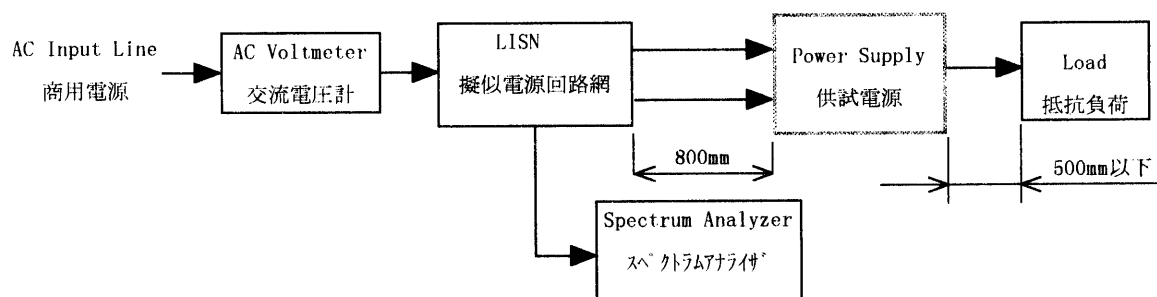 AC Input Line
商用電源
AC Voltmeter
交流電圧計
LISN
擬似電源回路網
Power Supply
供試電源
Load
抵抗負荷
800mm
500mm以下
Spectrum Analyzer
スペクトラムアナライザ